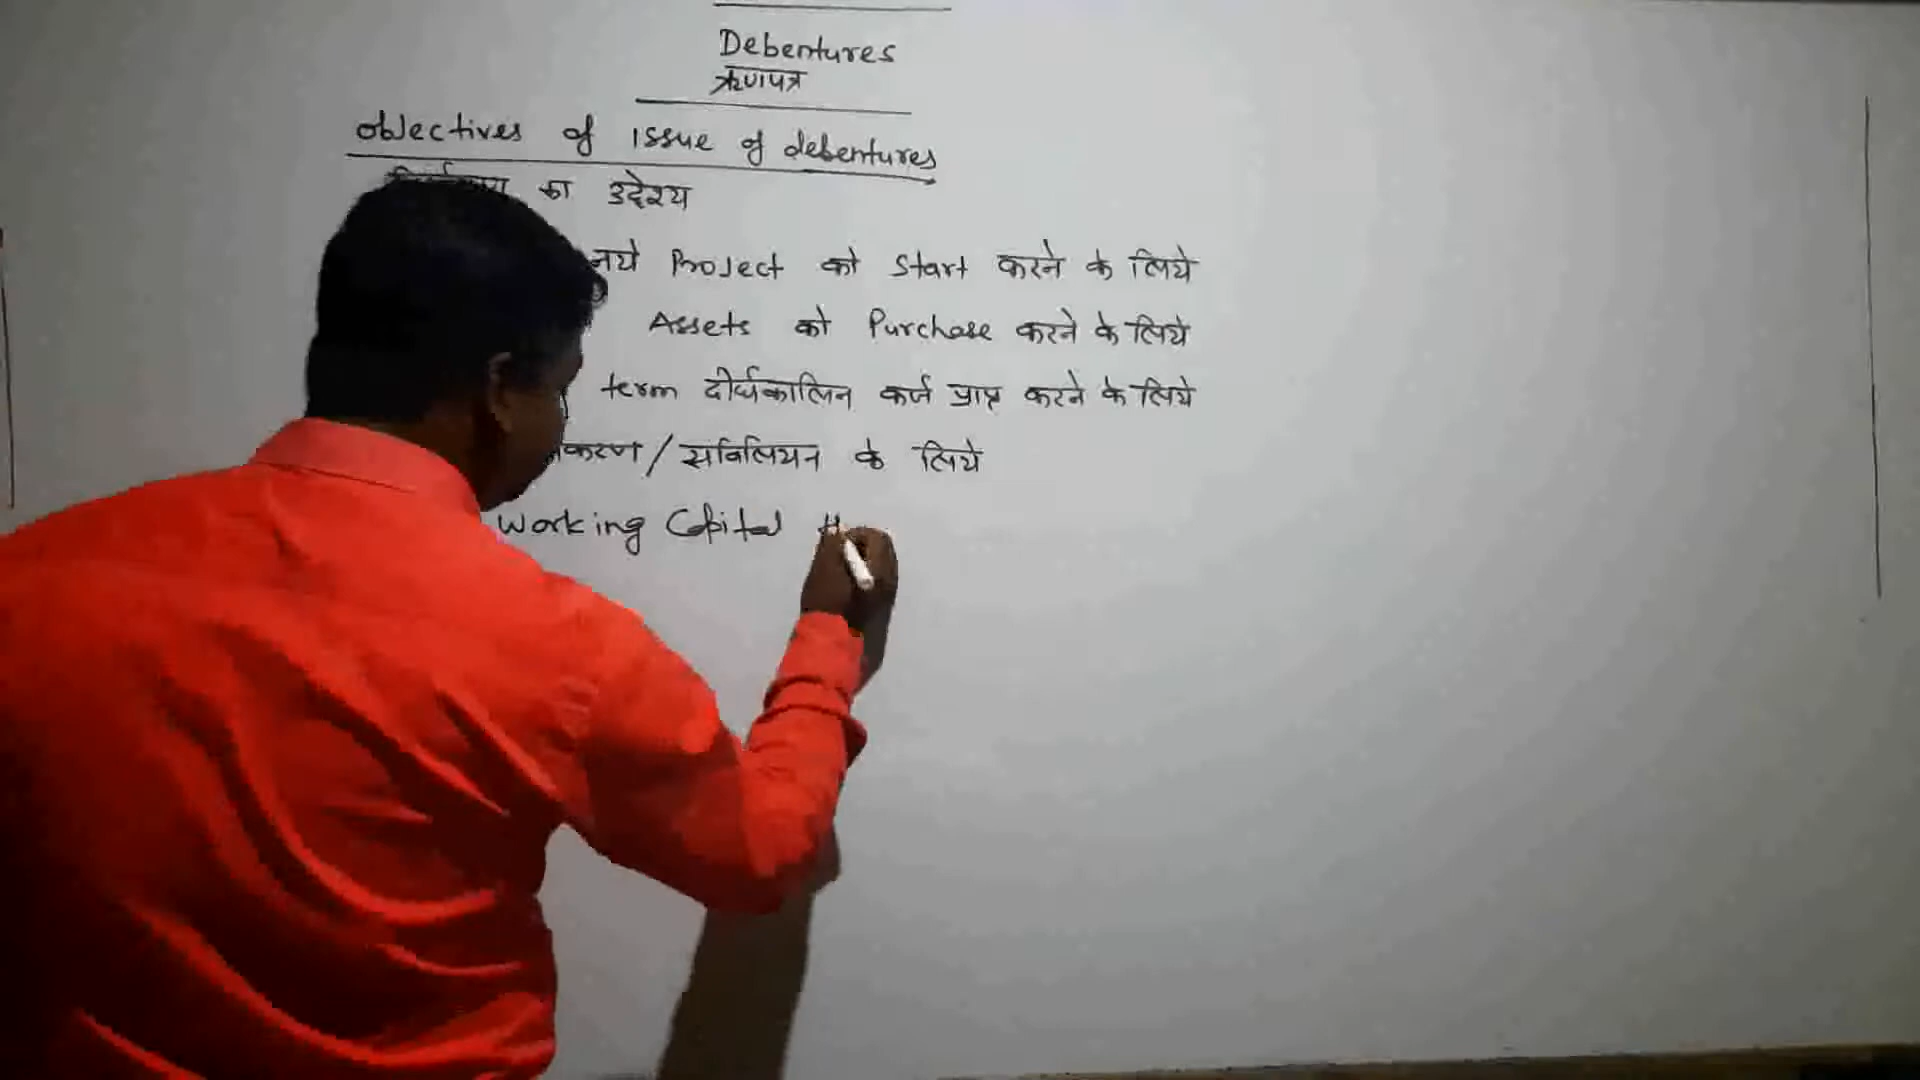 Debentures
ऋणपत्र
objectives of issue of debentures
का उद्देश्य
नये Project को Start करने के लिये
Assets को Purchase करने के लिये
term दीर्घकालिन कर्ज प्राप्त करने के लिये
करण / सविलियन के लिये
Working Capital